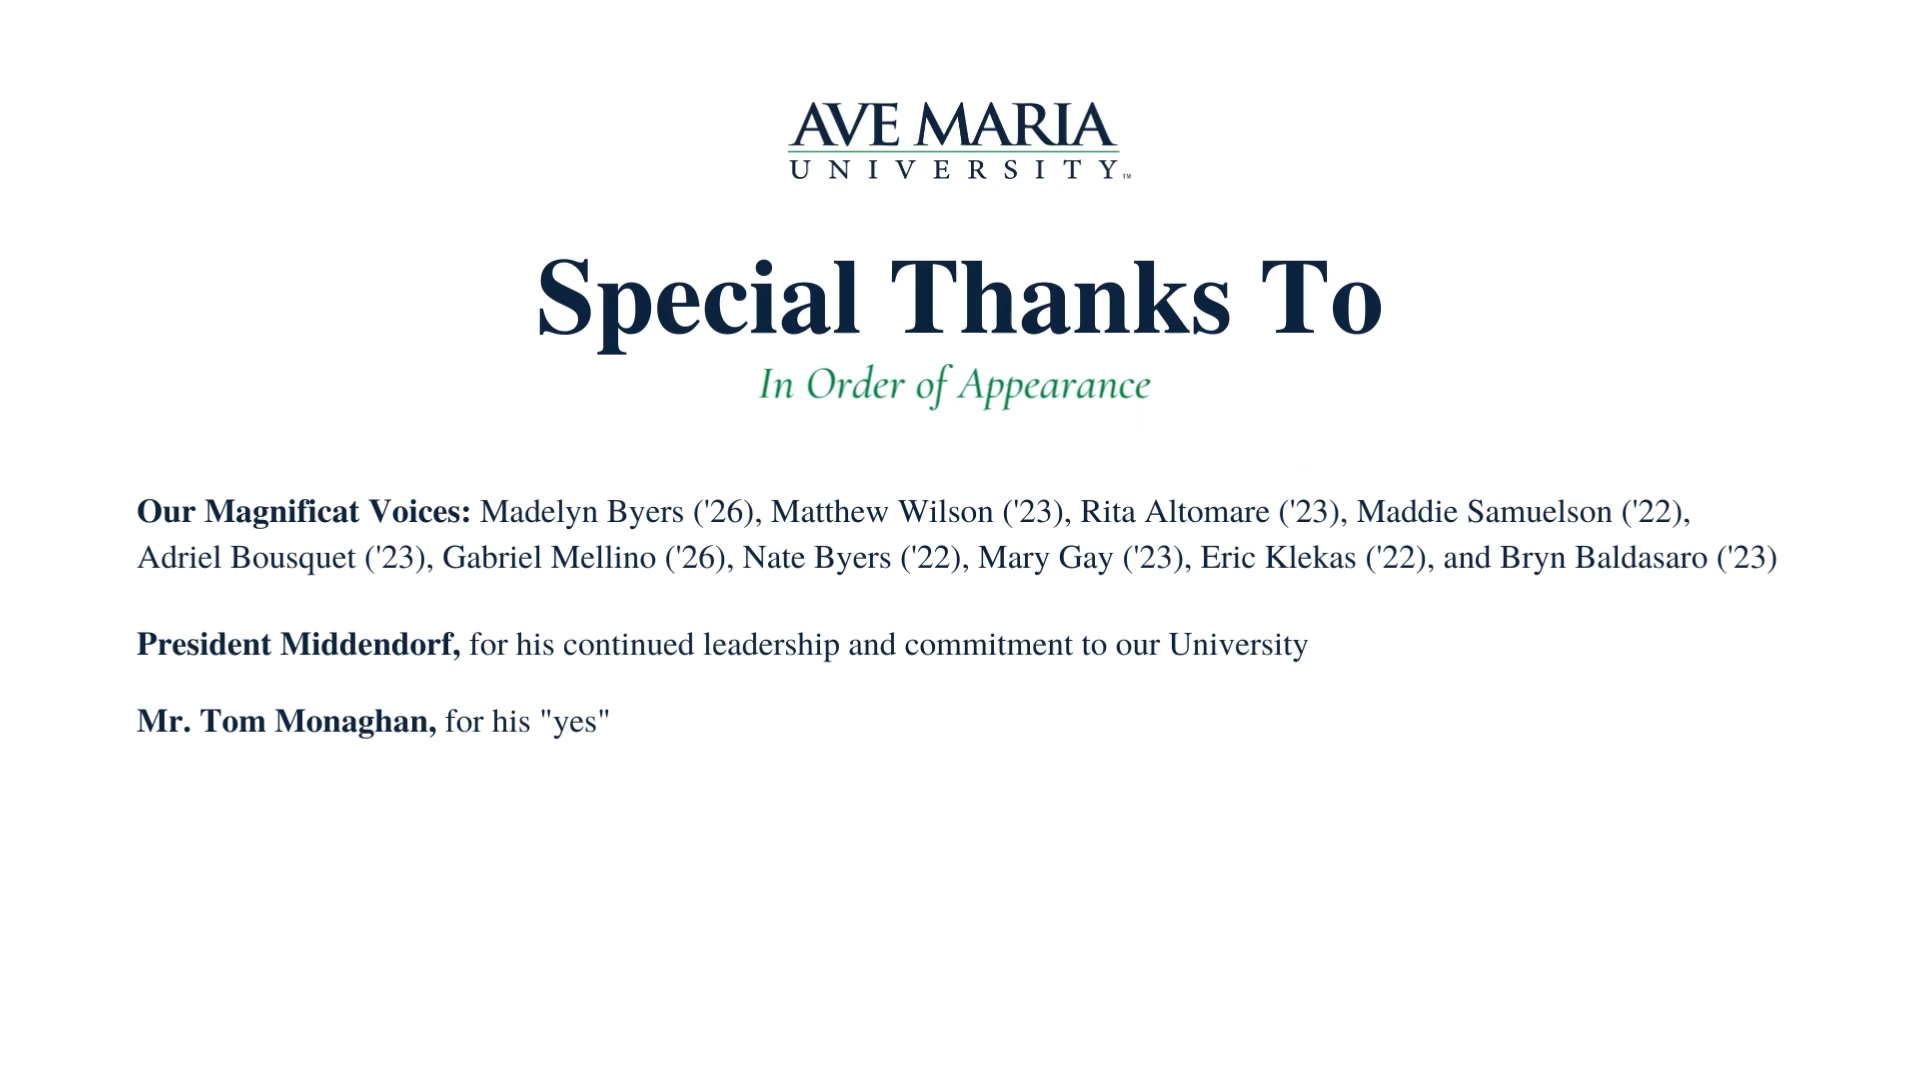 AVE MARIA
UNIVERSITY™
Special Thanks To
In Order of Appearance
Our Magnificat Voices: Madelyn Byers ('26), Matthew Wilson ('23), Rita Altomare ('23), Maddie Samuelson ('22),
Adriel Bousquet ('23), Gabriel Mellino ('26), Nate Byers ('22), Mary Gay ('23), Eric Klekas ('22), and Bryn Baldasaro ('23)
President Middendorf, for his continued leadership and commitment to our University
Mr. Tom Monaghan, for his "yes"